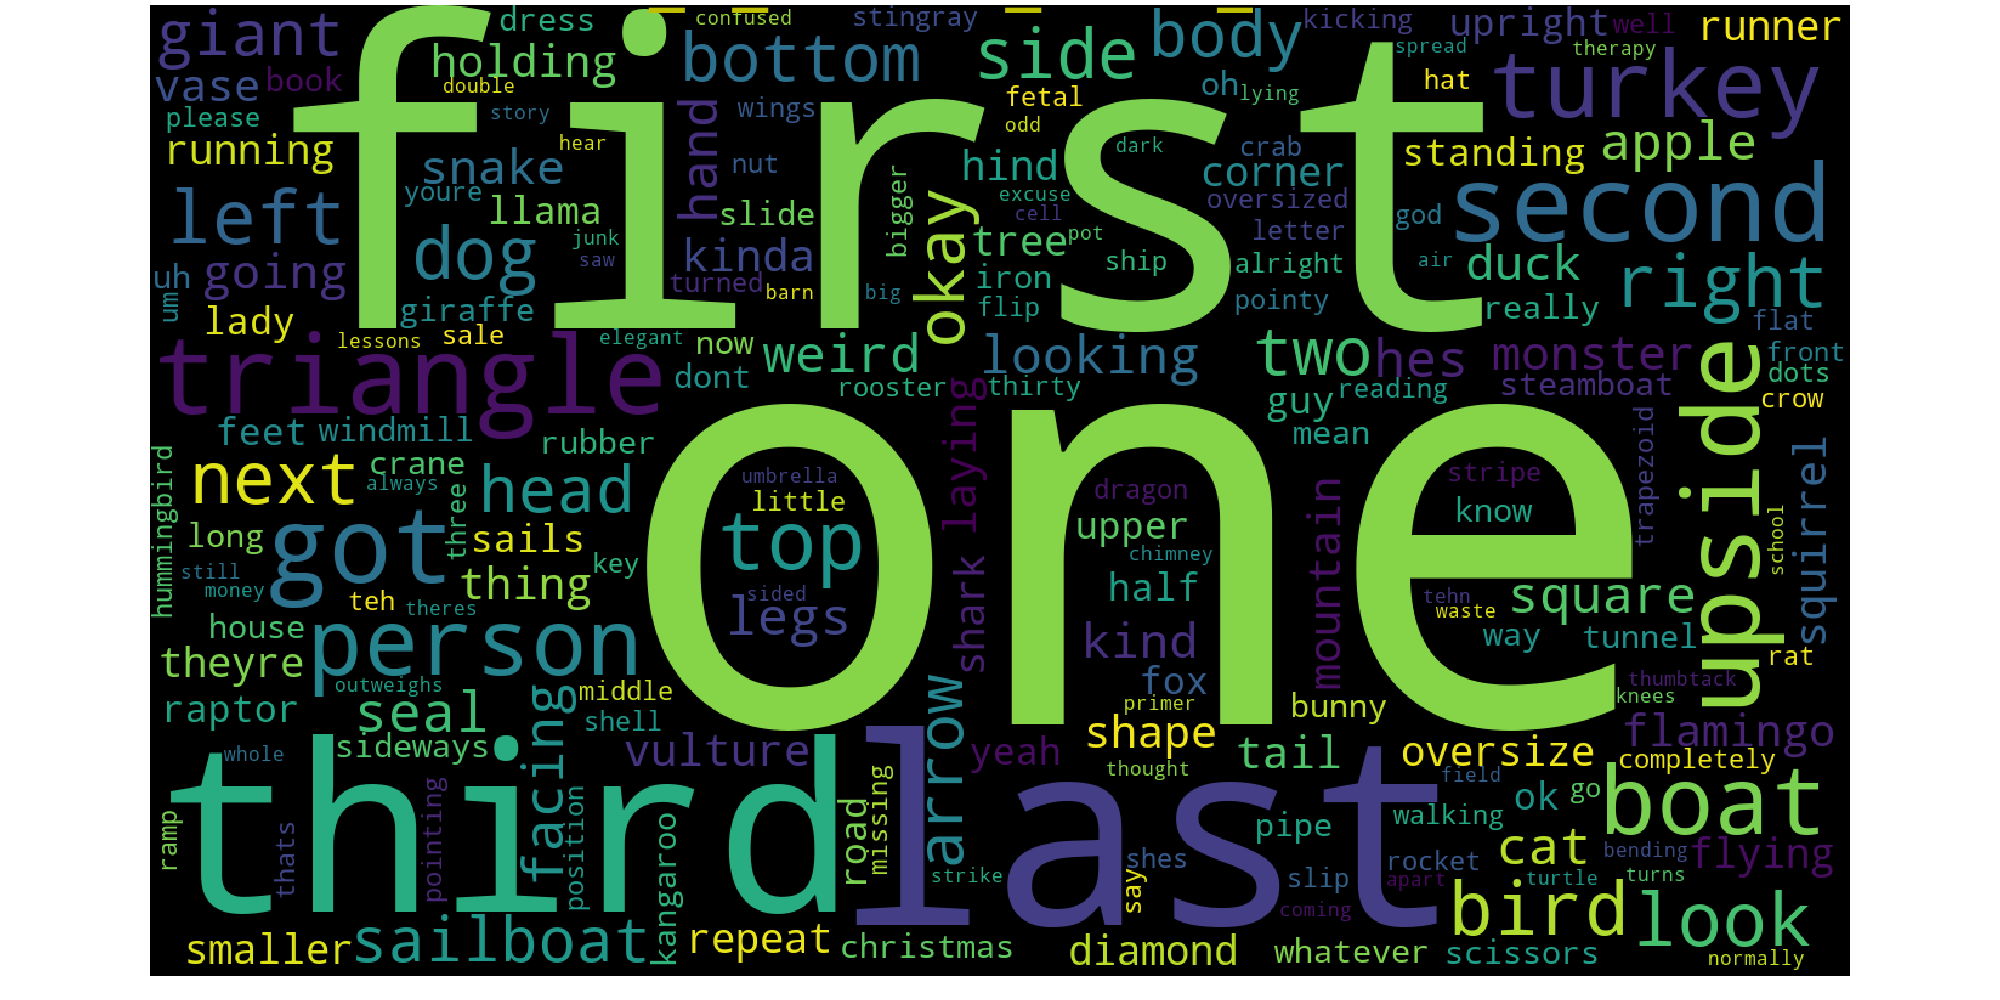 giant
dress
confused
stingray
kicking
upright
well
runner
first
holding
bottom
side
body
spread
therapy
turkey
vase
book
double
wings
fetal
oh
lying
hat
please
story
hand
odd
running
hear
snake
nut
hind
dark
crab
corner
standing
apple
left
youre
llama
slide
bigger
okay
excuse
cell
oversized
god
second
dog
junk
saw
kinda
tree
pot
letter
uh
going
turned
iron
ship
alright
air
duck
right
um
giraffe
barn
big
flip
pointy
really
lady
lessons
sale
elegant
now
weird
looking
two
hes
monster
flat
front
triangle
dont
rooster
thirty
reading
steamboat
dots
upside
guy
crow
feet
windmill
rubber
one
mean
hummingbird
next
crane
always
head
umbrella
little
shark
laying
dragon
stripe
trapezoid
squirrel
long
got
three
sails
top
upper
mountain
know
school
still
money
teh
theres
thing
key
sided
chimney
half
tehn
waste
square
house
person
legs
kind
way
tunnel
theyre
outweighs
middle
fox
rat
raptor
seal
shell
primer
bunny
thumbtack
knees
whole
sideways
facing
vulture
arrow
yeah
shape
tail
oversize
flamingo
completely
third
last
thought
field
boat
ramp
thats
pointing
position
kangaroo
road
missing
pipe
walking
ok
go
strike
shes
say
slip
rocket
apart
cat
bending
flying
turtle
turns
coming
smaller
sailboat
repeat
christmas
diamond
whatever
bird
scissors
look
normally